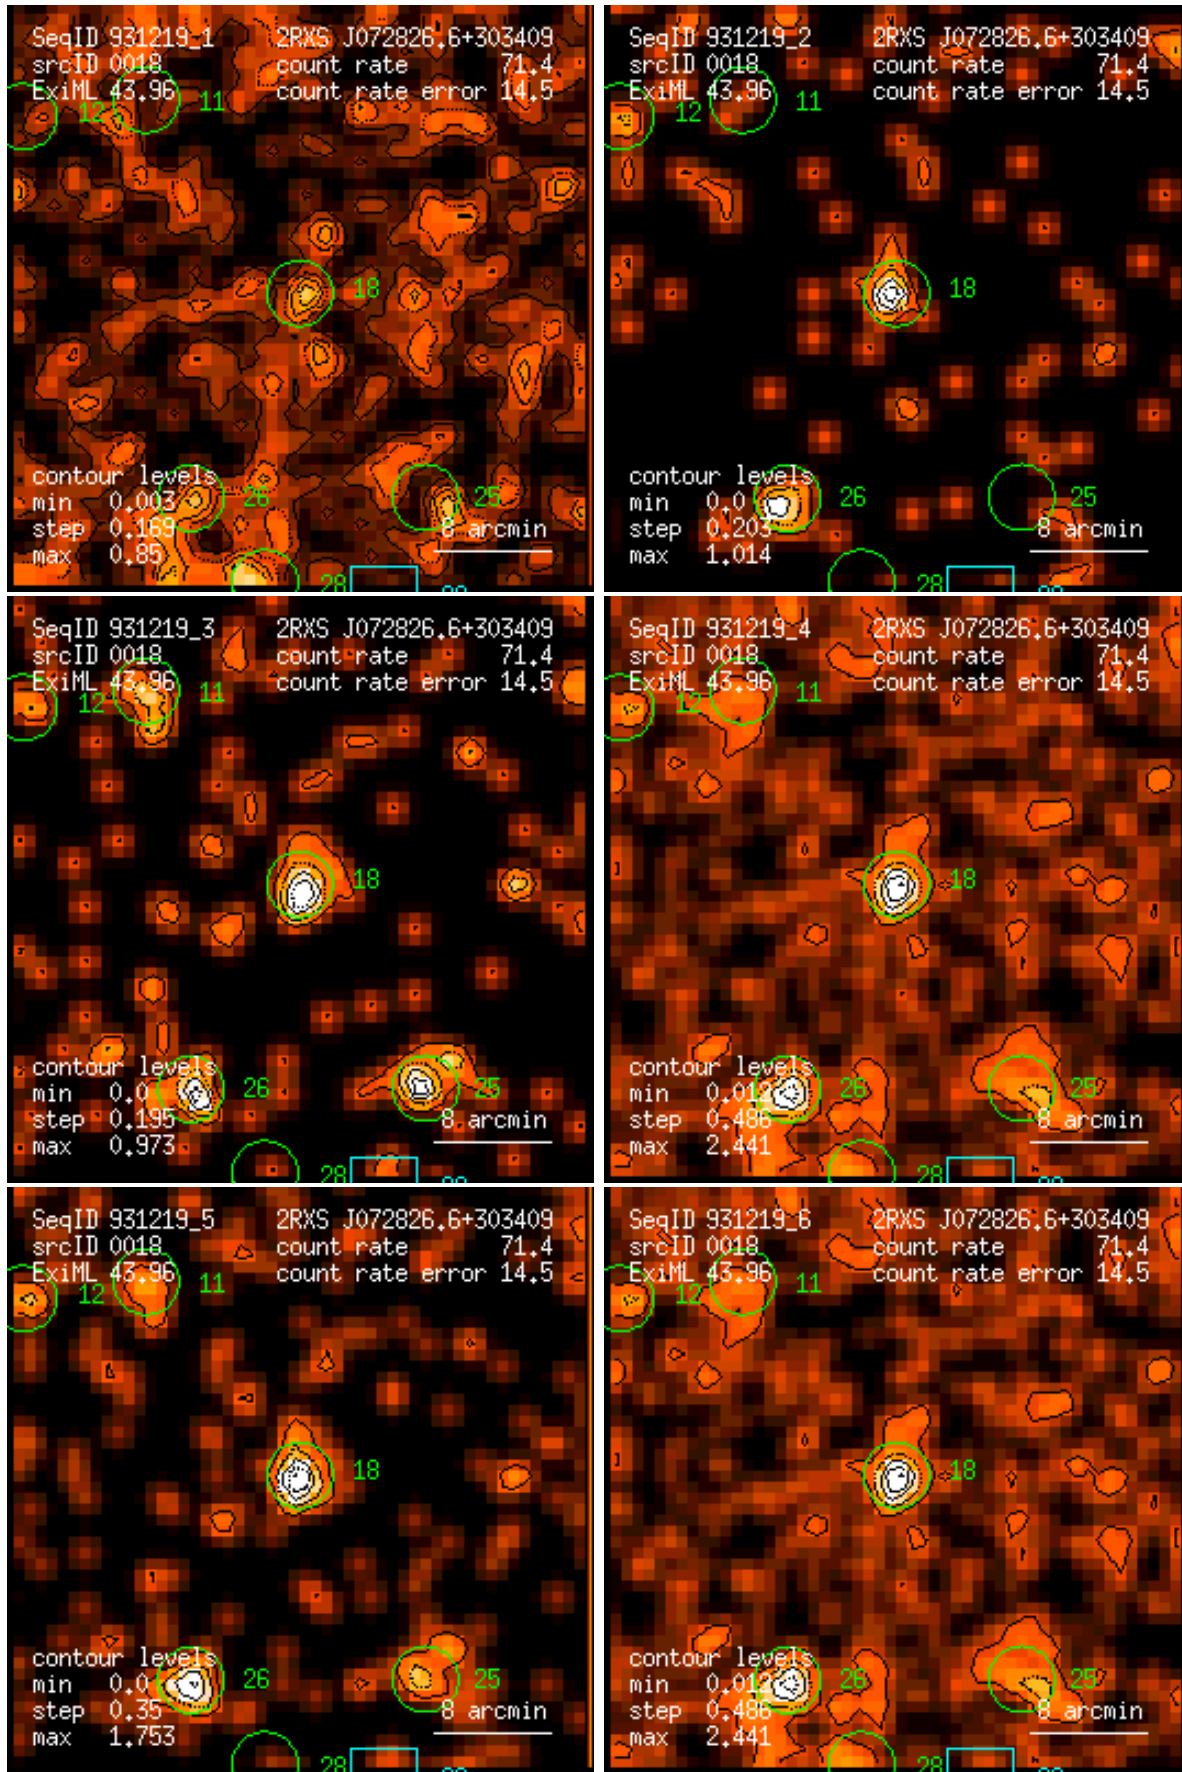 SeqID 931219_1 2RXS J072826.6+303409
srcID 0018 count rate 71.4
ExiML 43.96 count rate error 14.5
12 11
18
contour levels
min 0.003 26 25
step 0.169 8 arcmin
max 0.85
28
SeqID 931219_2 2RXS J072826.6+303409
srcID 0018 count rate 71.4
ExiML 43.96 count rate error 14.5
12 11
18
contour levels
min 0.0 26 25
step 0.203 8 arcmin
max 1.014
28
SeqID 931219_3 2RXS J072826.6+303409
srcID 0018 count rate 71.4
ExiML 43.96 count rate error 14.5
12 11
18
contour levels
min 0.0 26 25
step 0.195 8 arcmin
max 0.973
28
SeqID 931219_4 2RXS J072826.6+303409
srcID 0018 count rate 71.4
ExiML 43.96 count rate error 14.5
12 11
18
contour levels
min 0.012 26 25
step 0.486 8 arcmin
max 2.441
28
SeqID 931219_5 2RXS J072826.6+303409
srcID 0018 count rate 71.4
ExiML 43.96 count rate error 14.5
12 11
18
contour levels
min 0.0 26 25
step 0.35 8 arcmin
max 1.753
28
SeqID 931219_6 2RXS J072826.6+303409
srcID 0018 count rate 71.4
ExiML 43.96 count rate error 14.5
12 11
18
contour levels
min 0.012 26 25
step 0.486 8 arcmin
max 2.441
28